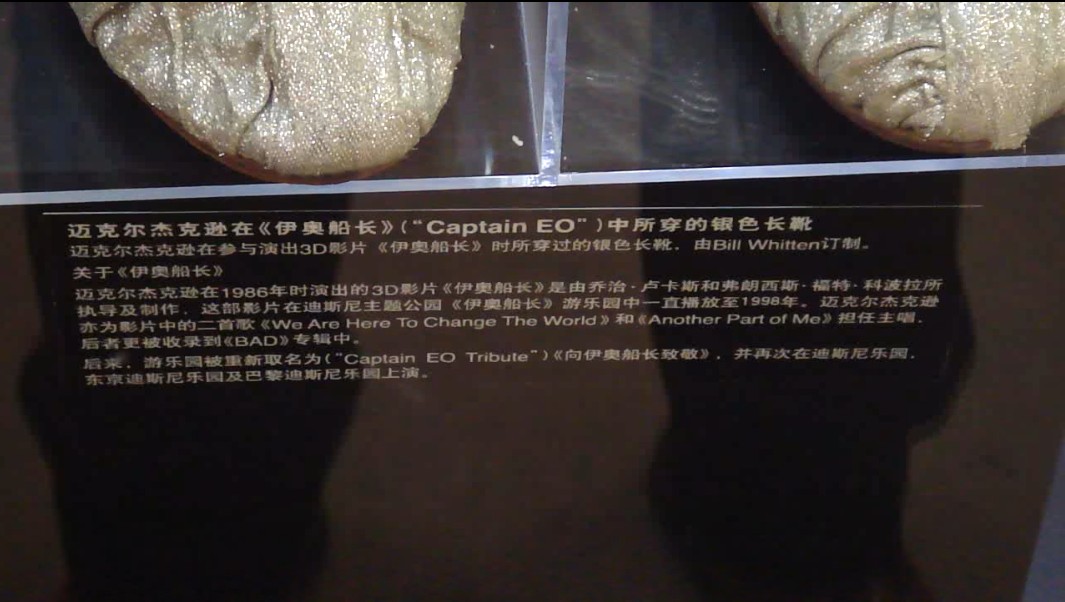 迈克尔杰克逊在《伊奥船长》(“Captain EO”)中所穿的银色长靴
迈克尔杰克逊在参与演出3D影片《伊奥船长》时所穿过的银色长靴，由Bill Whitten订制。
关于《伊奥船长》
迈克尔杰克逊在1986年时演出的3D影片《伊奥船长》是由乔治·卢卡斯和弗朗西斯·福特·科波拉所
执导及制作，这部影片在迪斯尼主题公园《伊奥船长》游乐园中一直播放至1998年。迈克尔杰克逊
亦为影片中的二首歌《We Are Here To Change The World》和《Another Part of Me》担任主唱，
后者更被收录到《BAD》专辑中。
后来，游乐园被重新取名为(“Captain EO Tribute”)《向伊奥船长致敬》，并再次在迪斯尼乐园，
东京迪斯尼乐园及巴黎迪斯尼乐园上演。